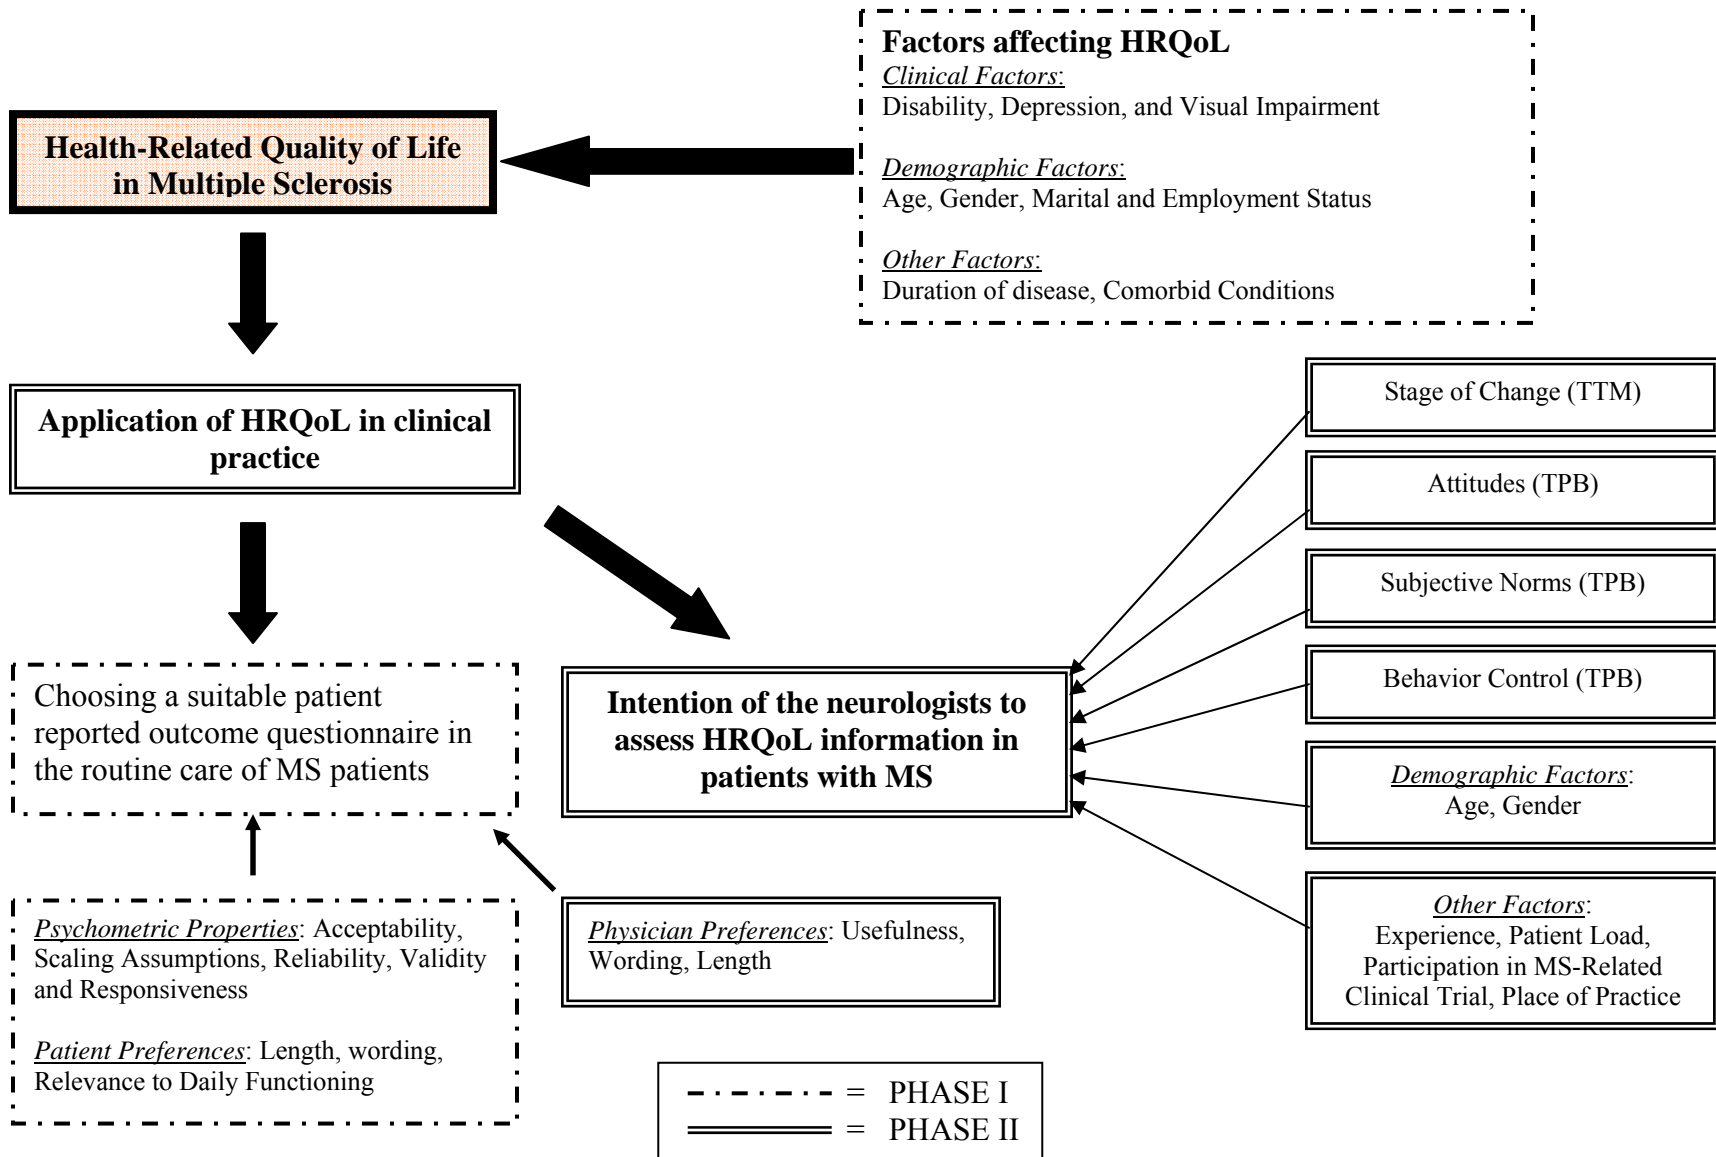 Factors affecting HRQoL
Clinical Factors:
Disability, Depression, and Visual Impairment
Demographic Factors:
Age, Gender, Marital and Employment Status
Other Factors:
Duration of disease, Comorbid Conditions
Health-Related Quality of Life
in Multiple Sclerosis
Application of HRQoL in clinical
practice
Stage of Change (TTM)
Attitudes (TPB)
Subjective Norms (TPB)
Behavior Control (TPB)
Demographic Factors:
Age, Gender
Other Factors:
Experience, Patient Load,
Participation in MS-Related
Clinical Trial, Place of Practice
Choosing a suitable patient
reported outcome questionnaire in
the routine care of MS patients
Intention of the neurologists to
assess HRQoL information in
patients with MS
Psychometric Properties: Acceptability,
Scaling Assumptions, Reliability, Validity
and Responsiveness
Patient Preferences: Length, wording,
Relevance to Daily Functioning
Physician Preferences: Usefulness,
Wording, Length
= PHASE I
= PHASE II